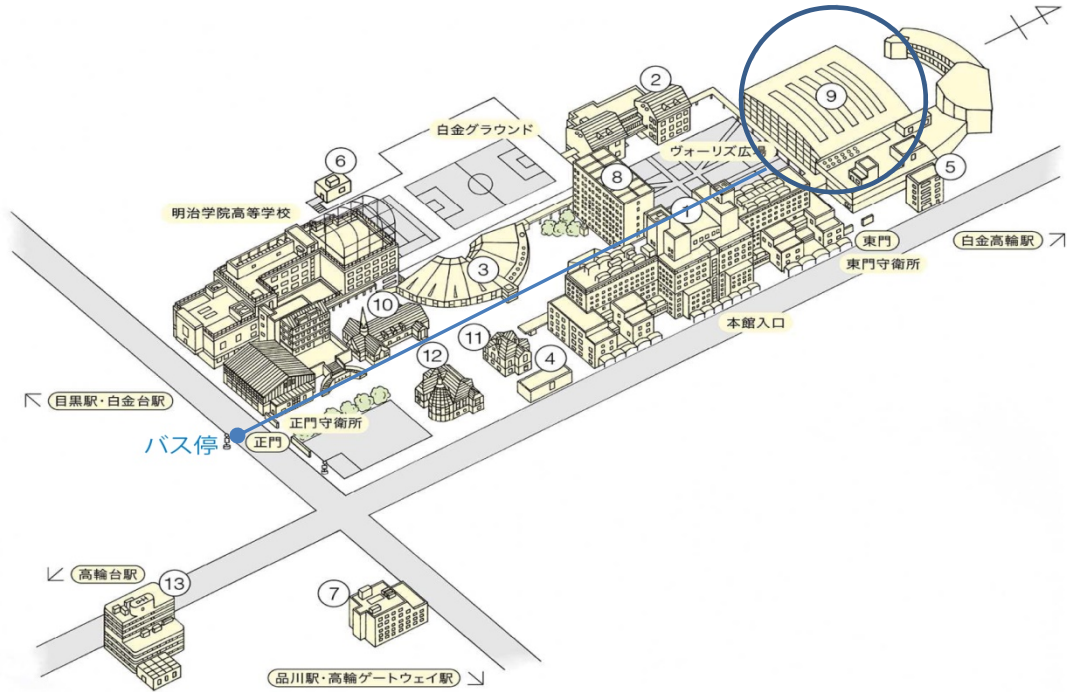 9
2
白金グラウンド
ヴォーリズ広場
6
8
5
明治学院高等学校
1
東門
白金高輪駅
東門守衛所
3
10
本館入口
11
12
4
目黒駅・白金台駅
正門守衛所
バス停
正門
高輪台駅
13
7
品川駅・高輪ゲートウェイ駅